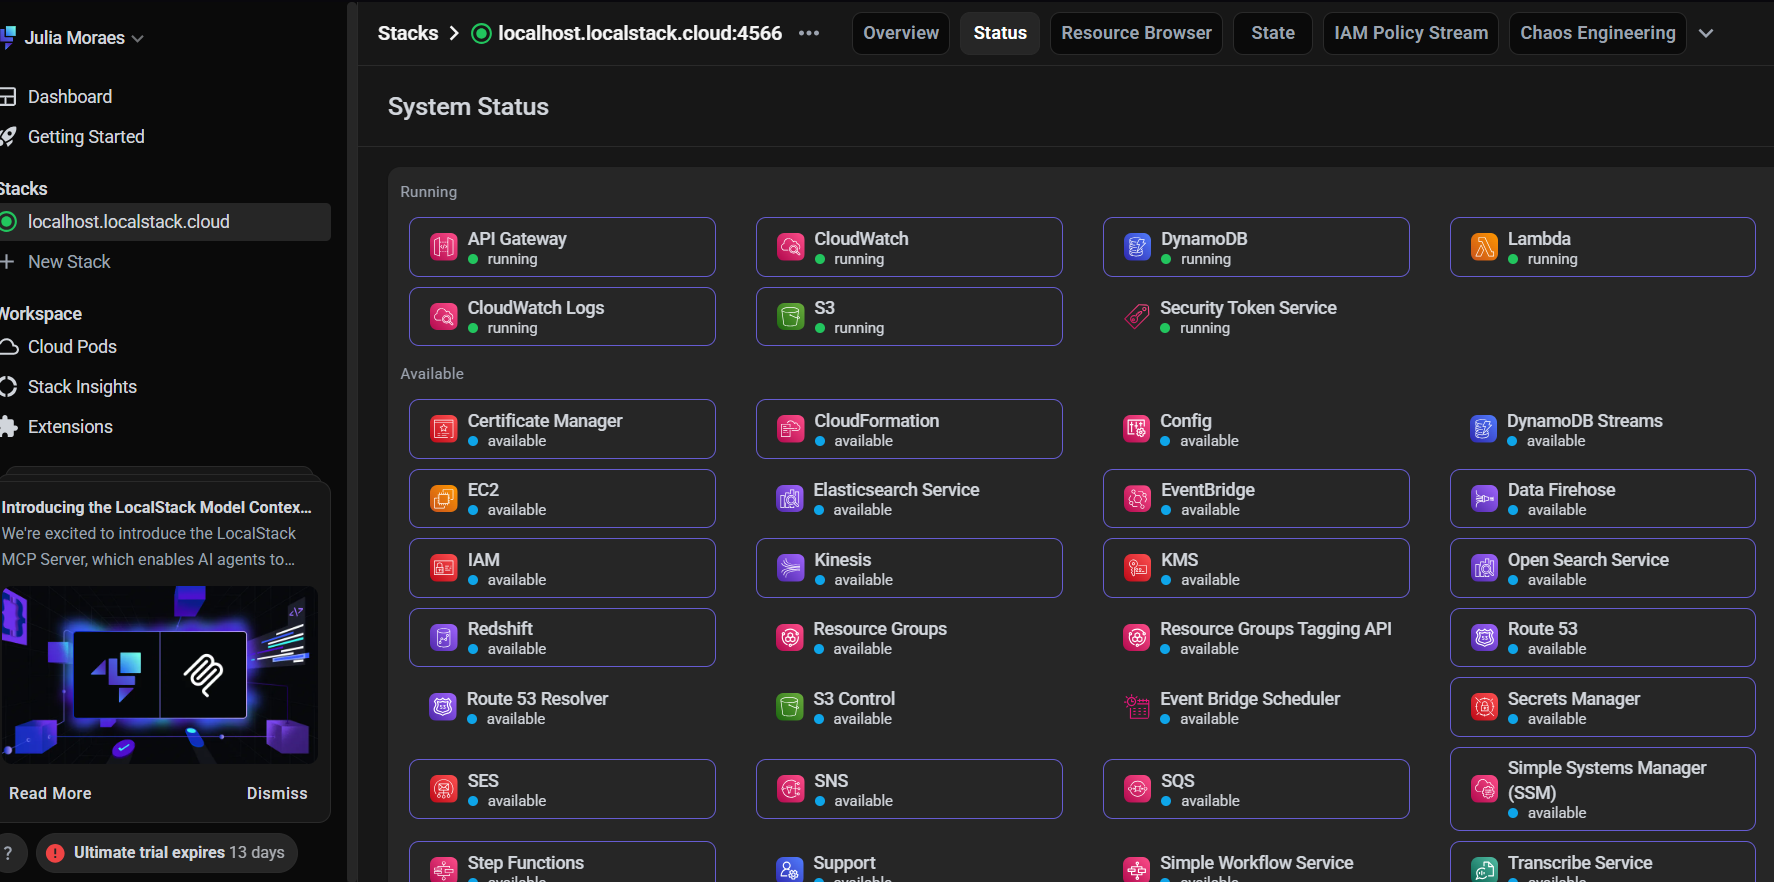 Julia Moraes
Dashboard
Getting Started
Stacks
localhost.localstack.cloud
New Stack
Workspace
Cloud Pods
Stack Insights
Extensions
Introducing the LocalStack Model Contex...
We're excited to introduce the LocalStack
MCP Server, which enables AI agents to...
Read More Dismiss
? Ultimate trial expires 13 days
Stacks > localhost.localstack.cloud:4566 ••• Overview Status Resource Browser State IAM Policy Stream Chaos Engineering
System Status
Running
API Gateway
running
CloudWatch
running
DynamoDB
running
Lambda
running
CloudWatch Logs
running
S3
running
Security Token Service
running
Available
Certificate Manager
available
CloudFormation
available
Config
available
DynamoDB Streams
available
EC2
available
Elasticsearch Service
available
EventBridge
available
Data Firehose
available
IAM
available
Kinesis
available
KMS
available
Open Search Service
available
Redshift
available
Resource Groups
available
Resource Groups Tagging API
available
Route 53
available
Route 53 Resolver
available
S3 Control
available
Event Bridge Scheduler
available
Secrets Manager
available
SES
available
SNS
available
SQS
available
Simple Systems Manager
(SSM)
available
Step Functions
available
Support
available
Simple Workflow Service
available
Transcribe Service
available